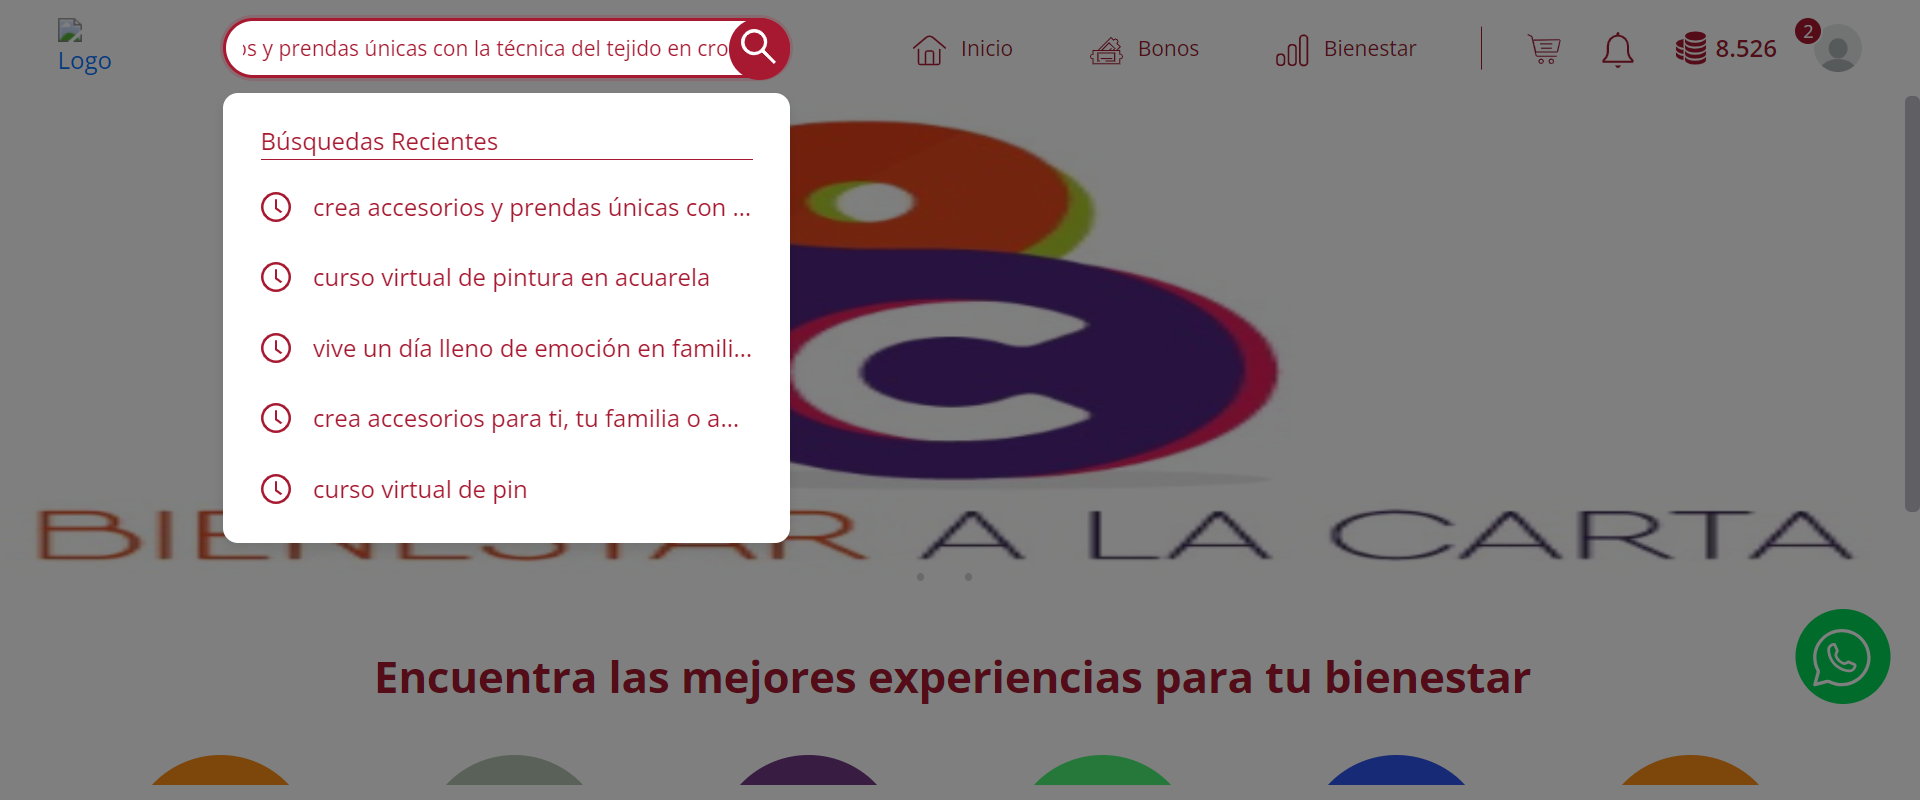 Logo
os y prendas únicas con la técnica del tejido en cro
Inicio
Bonos
Bienestar
8.526
2
Búsquedas Recientes
crea accesorios y prendas únicas con ...
curso virtual de pintura en acuarela
vive un día lleno de emoción en famili...
crea accesorios para ti, tu familia o a...
curso virtual de pin
BIENESTAR A LA CARTA
Encuentra las mejores experiencias para tu bienestar